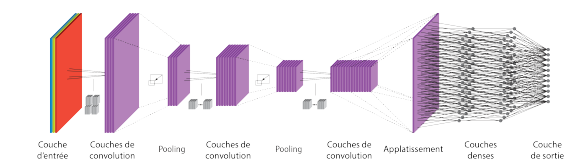 Couche
d'entrée
Couches de
convolution
Pooling
Couches de
convolution
Pooling
Couches de
convolution
Applatissement
Couches
denses
Couche
de sortie